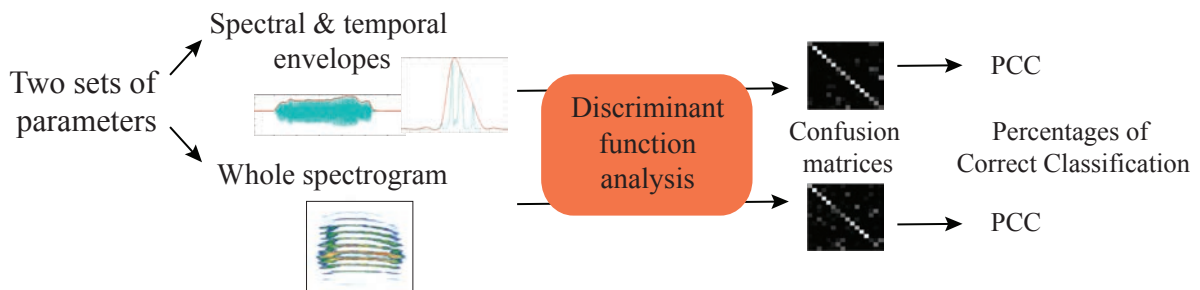 Two sets of
parameters
Spectral & temporal
envelopes
Whole spectrogram
Discriminant
function
analysis
Confusion
matrices
PCC
Percentages of
Correct Classification
PCC